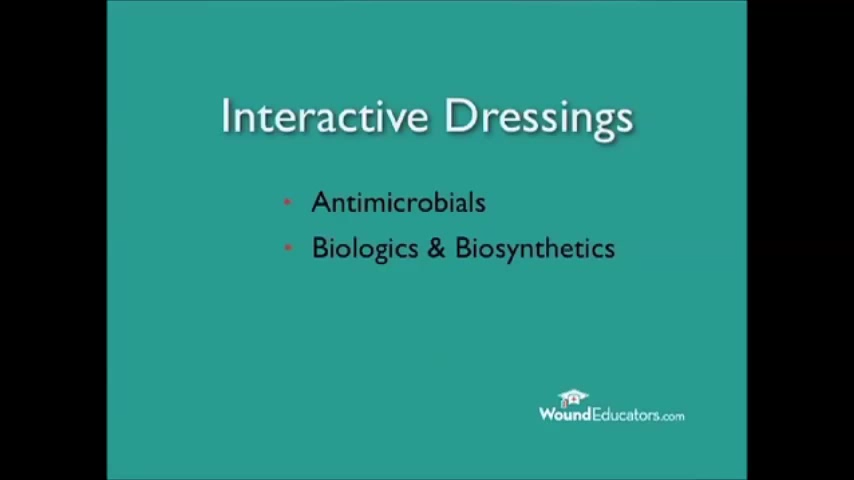 Interactive Dressings
• Antimicrobials
• Biologics & Biosynthetics
WoundEducators.com